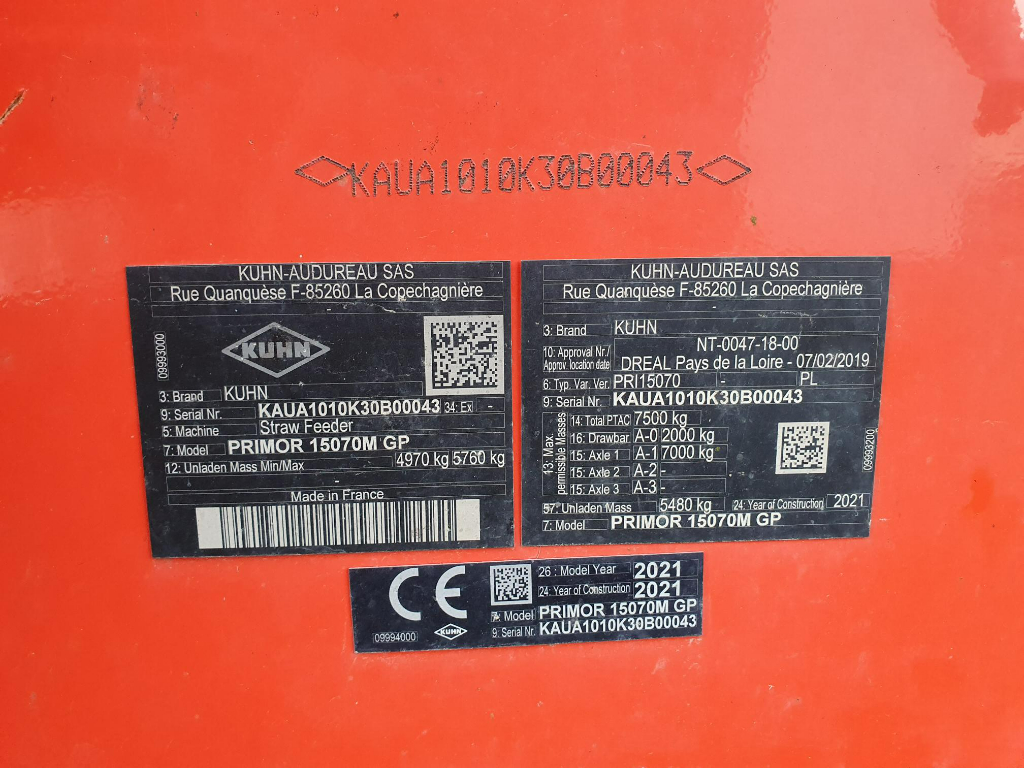 KAUA1010K30B00043
KUHN-AUDUREAU SAS
Rue Quanquèse F-85260 La Copechagnière
09993000
KUHN
3: Brand KUHN
9: Serial Nr. KAUA1010K30B00043 34: Ex -
5: Machine Straw Feeder
7: Model PRIMOR 15070M GP
12: Unladen Mass Min/Max 4970 kg 5760 kg
- -
Made in France
KUHN-AUDUREAU SAS
Rue Quanquèse F-85260 La Copechagnière
3: Brand KUHN
10: Approval Nr./ NT-0047-18-00
Approv. location date DREAL Pays de la Loire - 07/02/2019
6: Typ. Var. Ver. PRI15070 - PL
9: Serial Nr. KAUA1010K30B00043
13: Max. permissible Masses
14: Total PTAC 7500 kg
16: Drawbar A-0 2000 kg
15: Axle 1 A-1 7000 kg
15: Axle 2 A-2 -
15: Axle 3 A-3 -
57: Unladen Mass 5480 kg 24: Year of Construction 2021
7: Model PRIMOR 15070M GP
09993200
CE
26: Model Year 2021
24: Year of Construction 2021
7: Model PRIMOR 15070M GP
9: Serial Nr. KAUA1010K30B00043
09994000 KUHN